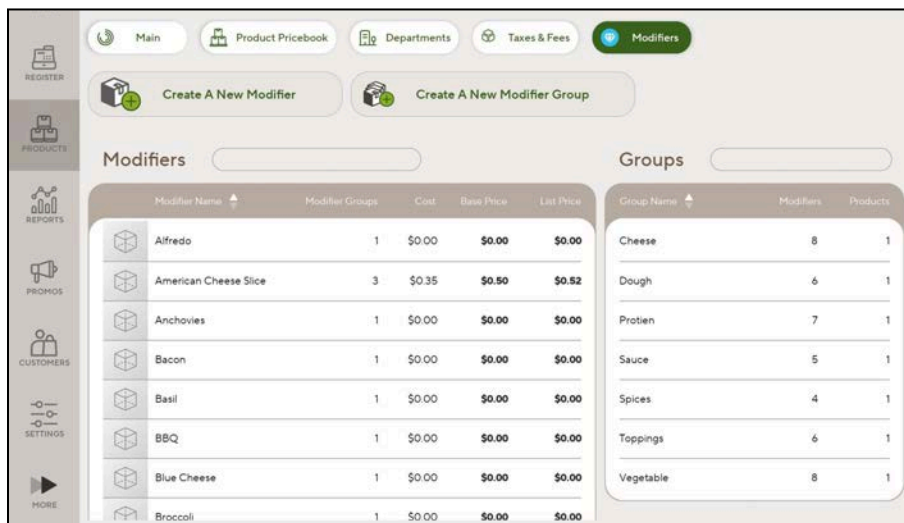 Main Product Pricebook Departments Taxes & Fees Modifiers
REGISTER
Create A New Modifier Create A New Modifier Group
PRODUCTS
Modifiers Groups
Modifier Name Modifier Groups Cost Base Price List Price
Group Name Modifiers Products
REPORTS
Alfredo 1 $0.00 $0.00 $0.00
Cheese 8 1
American Cheese Slice 3 $0.35 $0.50 $0.52
Dough 6 1
PROMOS
Anchovies 1 $0.00 $0.00 $0.00
Protien 7 1
Bacon 1 $0.00 $0.00 $0.00
Sauce 5 1
CUSTOMERS
Basil 1 $0.00 $0.00 $0.00
Spices 4 1
SETTINGS
BBQ 1 $0.00 $0.00 $0.00
Toppings 6 1
Blue Cheese 1 $0.00 $0.00 $0.00
Vegetable 8 1
MORE
Broccoli 1 $0.00 $0.00 $0.00